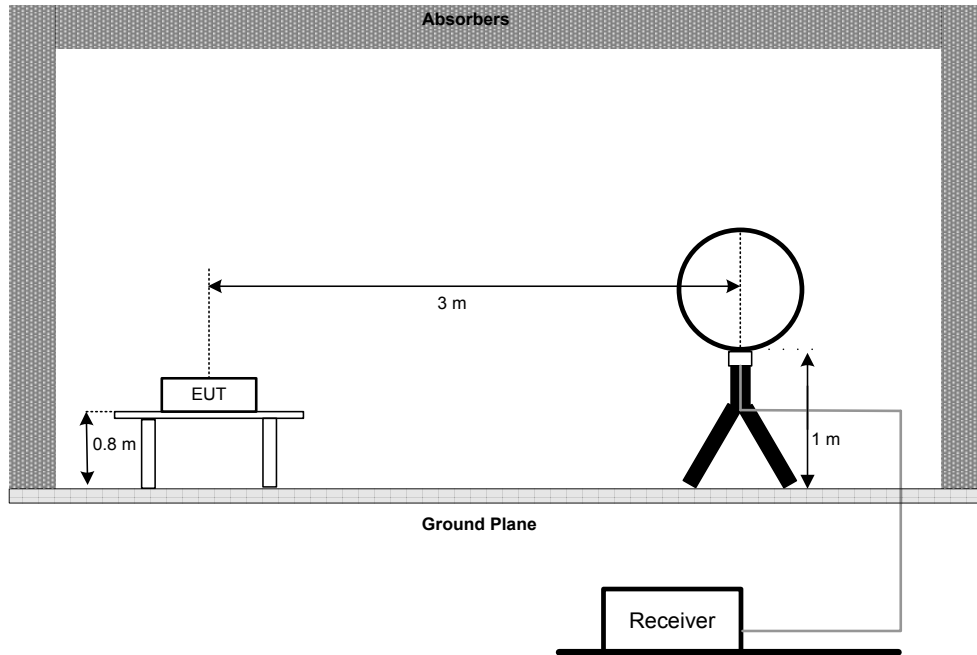 Absorbers
3 m
EUT
0.8 m
1 m
Ground Plane
Receiver